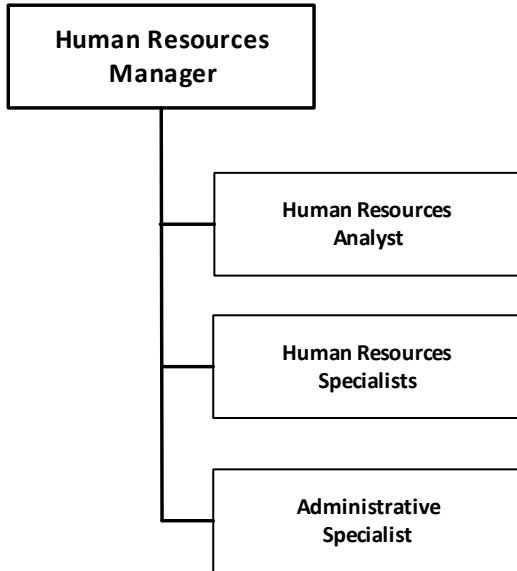 Human Resources
Manager
Human Resources
Analyst
Human Resources
Specialists
Administrative
Specialist